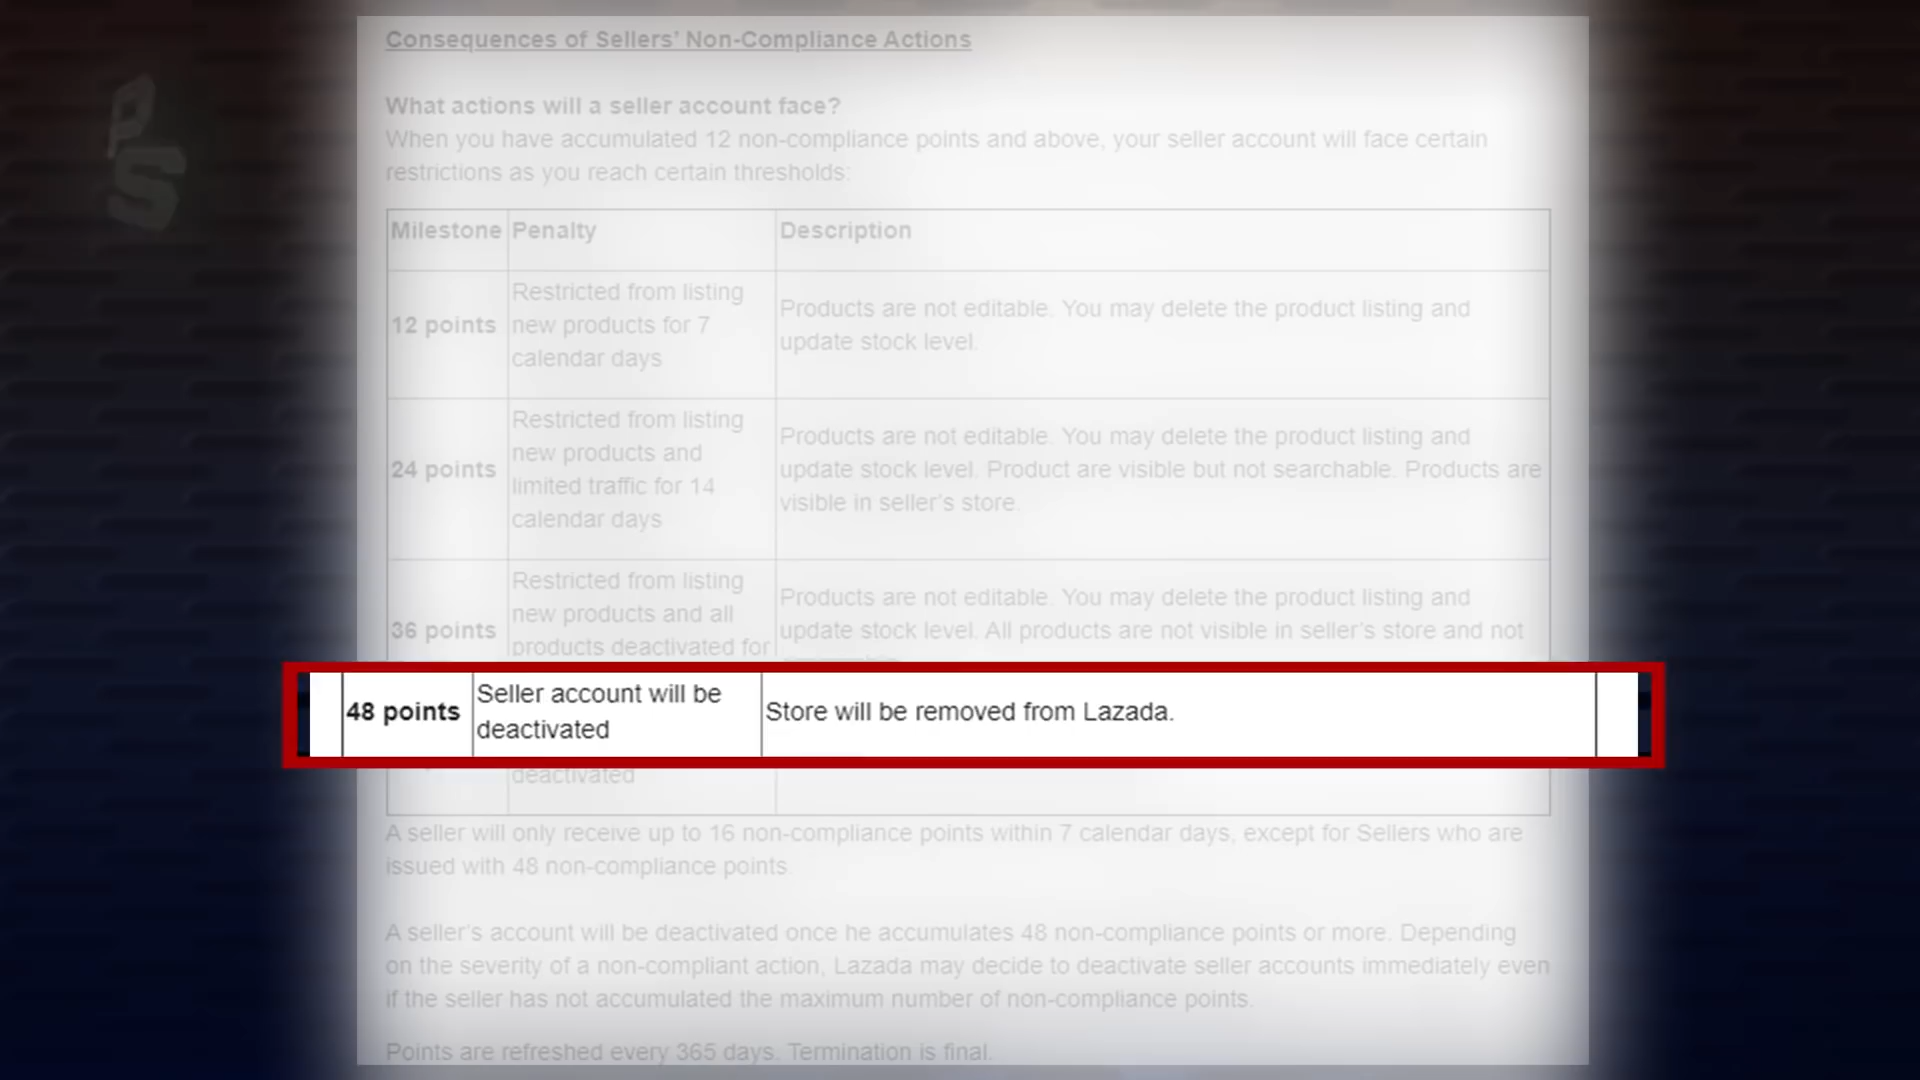 PS
Consequences of Sellers’ Non-Compliance Actions
What actions will a seller account face?
When you have accumulated 12 non-compliance points and above, your seller account will face certain
restrictions as you reach certain thresholds:
Milestone Penalty Description
12 points
Restricted from listing
new products for 7
calendar days
Products are not editable. You may delete the product listing and
update stock level.
24 points
Restricted from listing
new products and
limited traffic for 14
calendar days
Products are not editable. You may delete the product listing and
update stock level. Product are visible but not searchable. Products are
visible in seller’s store.
36 points
Restricted from listing
new products and all
products deactivated for
Products are not editable. You may delete the product listing and
update stock level. All products are not visible in seller’s store and not
48 points
Seller account will be
deactivated
Store will be removed from Lazada.
deactivated
A seller will only receive up to 16 non-compliance points within 7 calendar days, except for Sellers who are
issued with 48 non-compliance points.
A seller’s account will be deactivated once he accumulates 48 non-compliance points or more. Depending
on the severity of a non-compliant action, Lazada may decide to deactivate seller accounts immediately even
if the seller has not accumulated the maximum number of non-compliance points.
Points are refreshed every 365 days. Termination is final.